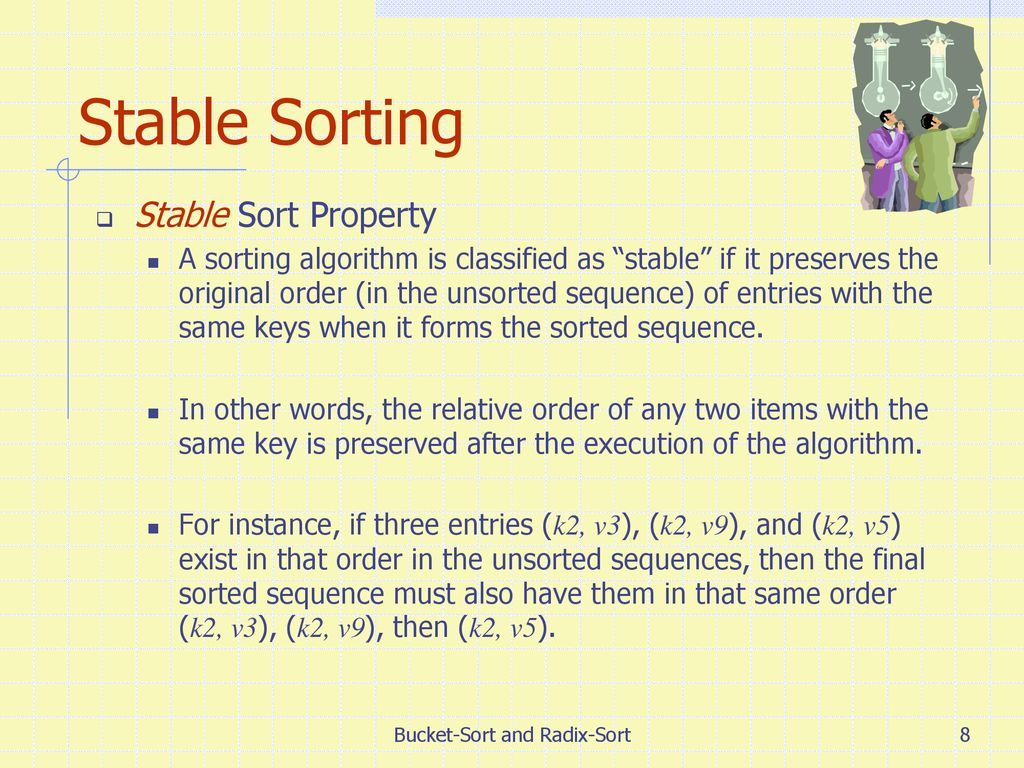 Stable Sorting
Stable Sort Property
A sorting algorithm is classified as “stable” if it preserves the
original order (in the unsorted sequence) of entries with the
same keys when it forms the sorted sequence.
In other words, the relative order of any two items with the
same key is preserved after the execution of the algorithm.
For instance, if three entries (k2, v3), (k2, v9), and (k2, v5)
exist in that order in the unsorted sequences, then the final
sorted sequence must also have them in that same order
(k2, v3), (k2, v9), then (k2, v5).
Bucket-Sort and Radix-Sort
8